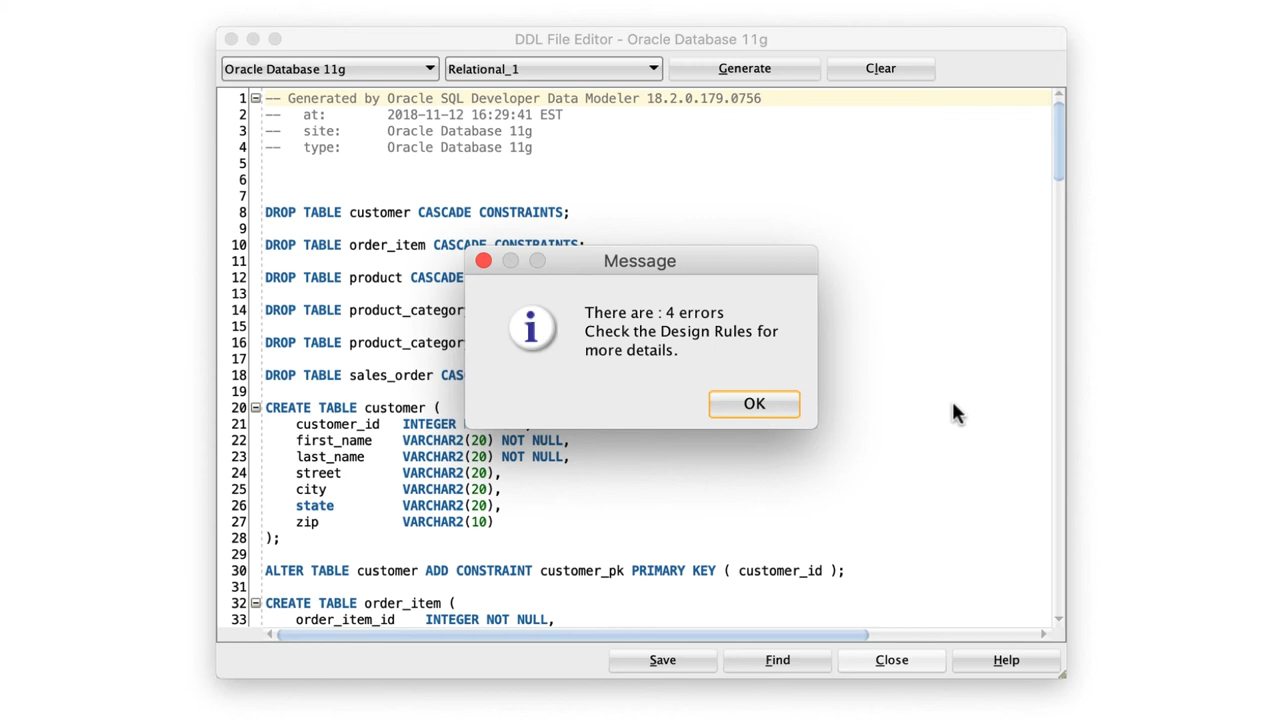 DDL File Editor - Oracle Database 11g
Oracle Database 11g Relational_1 Generate Clear
1 -- Generated by Oracle SQL Developer Data Modeler 18.2.0.179.0756
2 -- at: 2018-11-12 16:29:41 EST
3 -- site: Oracle Database 11g
4 -- type: Oracle Database 11g
5
6
7
8 DROP TABLE customer CASCADE CONSTRAINTS;
9
10 DROP TABLE order_item CASCADE CONSTRAINTS;
11
12 DROP TABLE product CASCADE
13
14 DROP TABLE product_category
15
16 DROP TABLE product_category
17
18 DROP TABLE sales_order CAS
19
20 CREATE TABLE customer (
21 customer_id INTEGER
22 first_name VARCHAR2(20) NOT NULL,
23 last_name VARCHAR2(20) NOT NULL,
24 street VARCHAR2(20),
25 city VARCHAR2(20),
26 state VARCHAR2(20),
27 zip VARCHAR2(10)
28 );
29
30 ALTER TABLE customer ADD CONSTRAINT customer_pk PRIMARY KEY ( customer_id );
31
32 CREATE TABLE order_item (
33 order_item_id INTEGER NOT NULL,
Message
There are : 4 errors
Check the Design Rules for
more details.
OK
Save Find Close Help